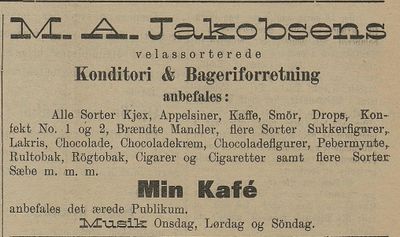 M. A. Jakobsens
velassorterede
Konditori & Bageriforretning
anbefales:
Alle Sorter Kjex, Appelsiner, Kaffe, Smör, Drops, Kon-
fekt No. 1 og 2, Brændte Mandler, flere Sorter Sukkerfigurer,
Lakris, Chocolade, Chocoladekrem, Chocoladefigurer, Pebermynte,
Rultobak, Rögtobak, Cigarer og Cigaretter samt flere Sorter
Sæbe m. m. m.
Min Kafé
anbefales det ærede Publikum.
Musik Onsdag, Lørdag og Söndag.